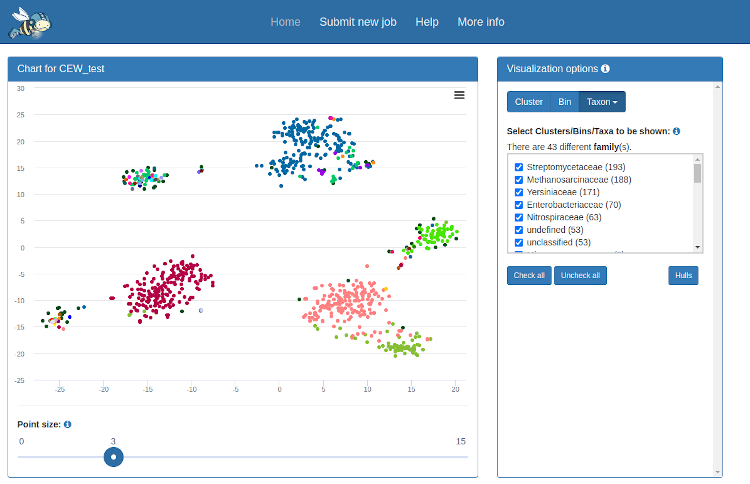 Home Submit new job Help More info
Chart for CEW_test
30
25
20
15
10
5
0
-5
-10
-15
-20
-25
-25 -20 -15 -10 -5 0 5 10 15 20
Point size:
0 3 15
Visualization options
Cluster Bin Taxon
Select Clusters/Bins/Taxa to be shown:
There are 43 different family(s).
Streptomycetaceae (193)
Methanosarcinaceae (188)
Yersiniaceae (171)
Enterobacteriaceae (70)
Nitrospiraceae (63)
undefined (53)
unclassified (53)
Check all Uncheck all Hulls